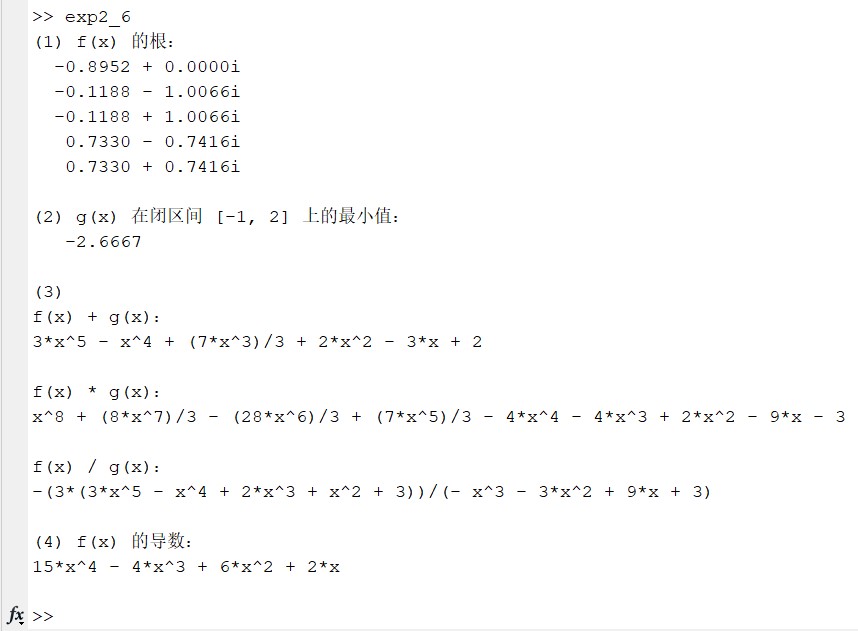 >> exp2_6
(1) f(x) 的根:
-0.8952 + 0.0000i
-0.1188 - 1.0066i
-0.1188 + 1.0066i
0.7330 - 0.7416i
0.7330 + 0.7416i
(2) g(x) 在闭区间 [-1, 2] 上的最小值:
-2.6667
(3)
f(x) + g(x):
3*x^5 - x^4 + (7*x^3)/3 + 2*x^2 - 3*x + 2
f(x) * g(x):
x^8 + (8*x^7)/3 - (28*x^6)/3 + (7*x^5)/3 - 4*x^4 - 4*x^3 + 2*x^2 - 9*x - 3
f(x) / g(x):
-(3*(3*x^5 - x^4 + 2*x^3 + x^2 + 3))/(- x^3 - 3*x^2 + 9*x + 3)
(4) f(x) 的导数:
15*x^4 - 4*x^3 + 6*x^2 + 2*x
fx >>